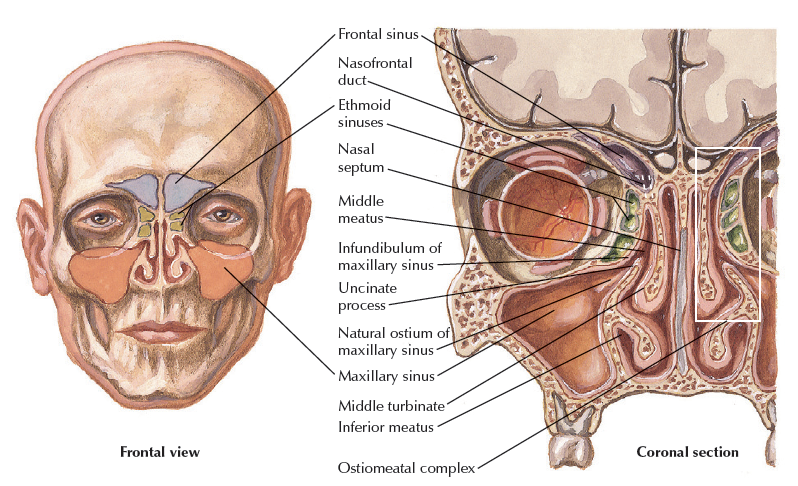 Frontal sinus
Nasofrontal
duct
Ethmoid
sinuses
Nasal
septum
Middle
meatus
Infundibulum of
maxillary sinus
Uncinate
process
Natural ostium of
maxillary sinus
Maxillary sinus
Middle turbinate
Inferior meatus
Ostiomeatal complex
Frontal view
Coronal section